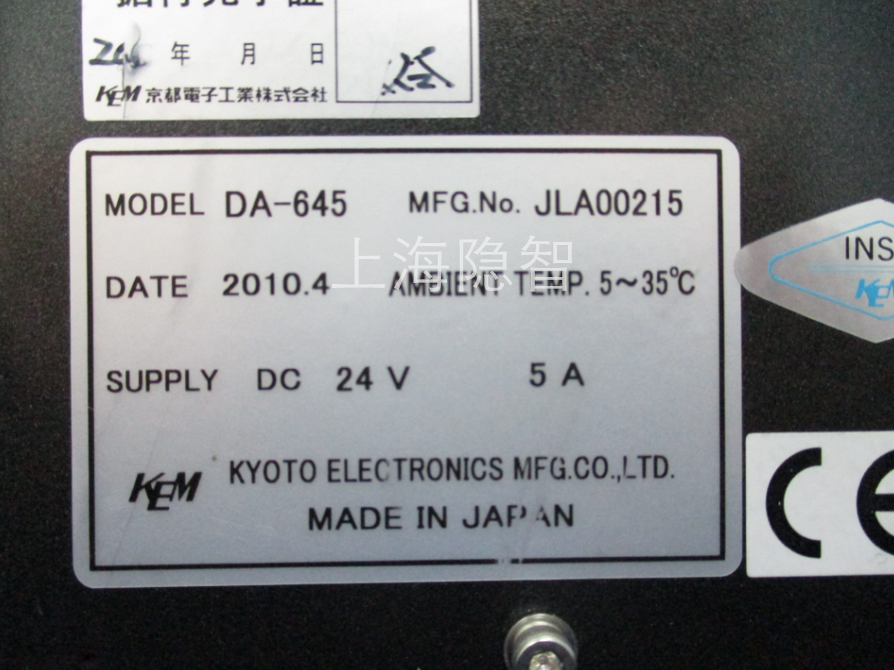 年 月 日
KEM 京都電子工業株式会社
MODEL DA-645 MFG.No. JLA00215
上海隐智
DATE 2010.4 AMBIENT TEMP. 5~35℃
INS
KEM
SUPPLY DC 24 V 5 A
KEM KYOTO ELECTRONICS MFG.CO.,LTD.
MADE IN JAPAN
CE